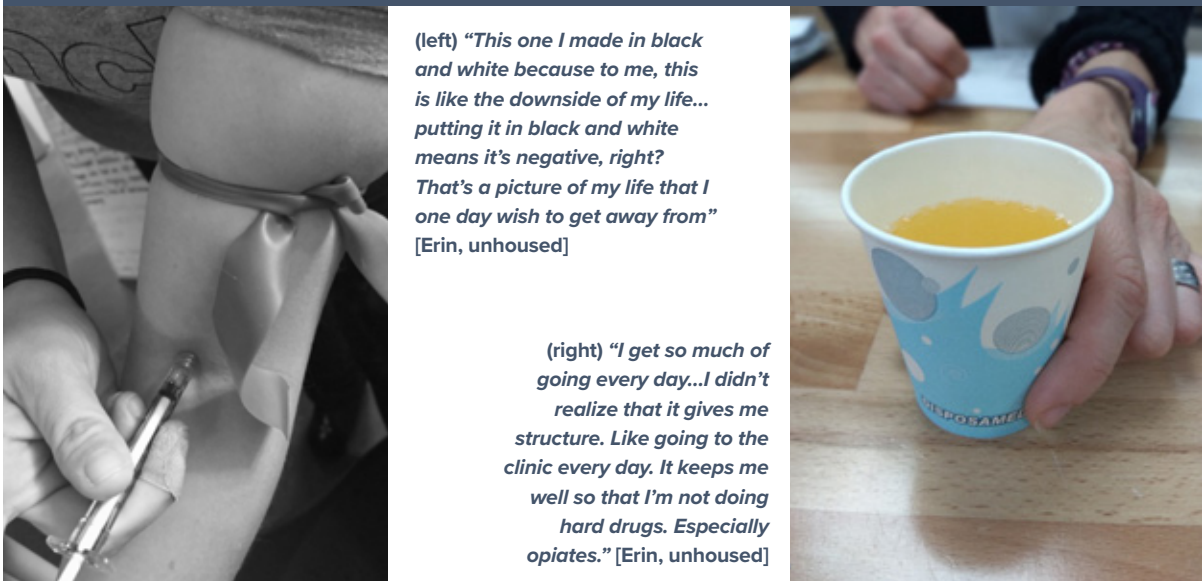 (left) “This one I made in black
and white because to me, this
is like the downside of my life...
putting it in black and white
means it’s negative, right?
That’s a picture of my life that I
one day wish to get away from”
[Erin, unhoused]
(right) “I get so much of
going every day...I didn’t
realize that it gives me
structure. Like going to the
clinic every day. It keeps me
well so that I’m not doing
hard drugs. Especially
opiates.” [Erin, unhoused]